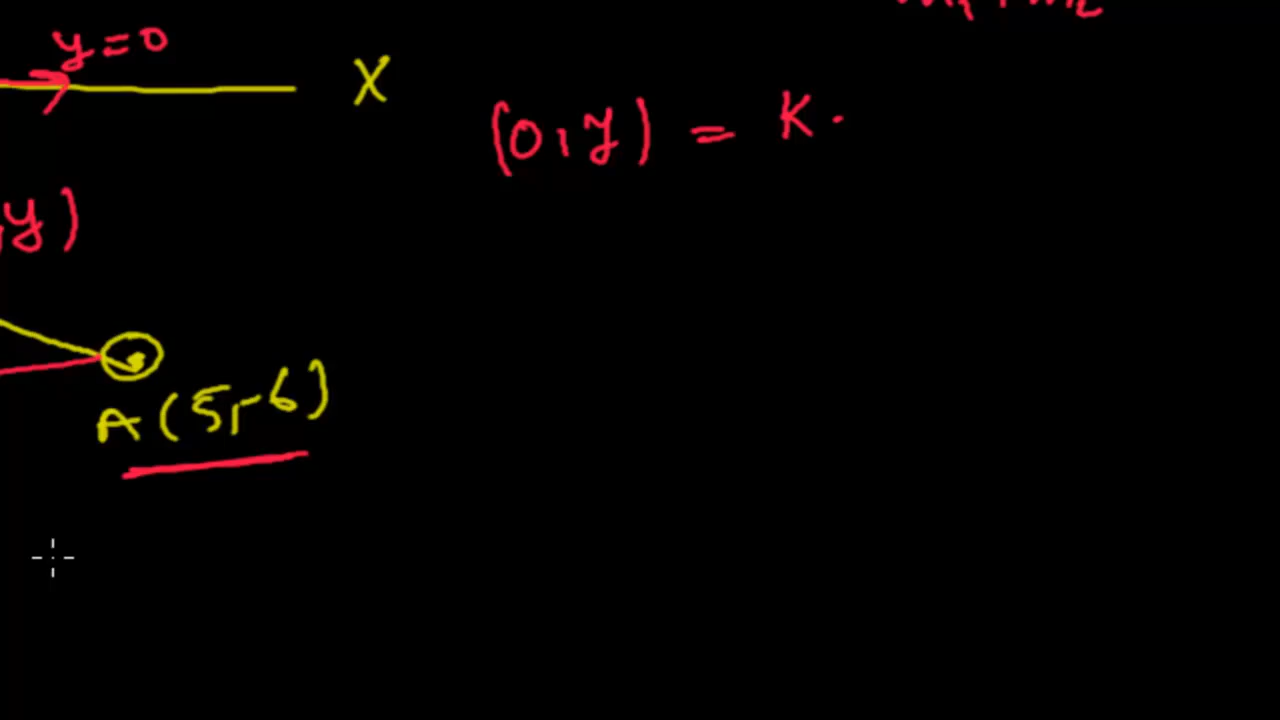 y=0
X
(0,y) = K.
,y)
A(5,-6)